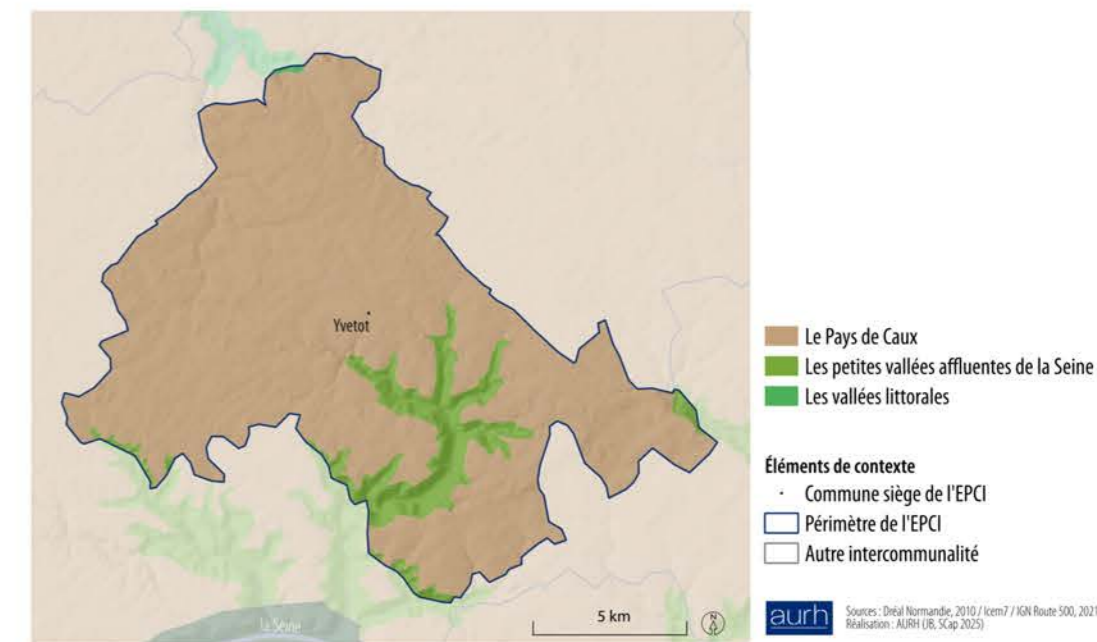 Yvetot
la Seine
5 km
N
Le Pays de Caux
Les petites vallées affluentes de la Seine
Les vallées littorales
Éléments de contexte
Commune siège de l'EPCI
Périmètre de l'EPCI
Autre intercommunalité
aurh
Sources : Dréal Normandie, 2010 / Icem7 / IGN Route 500, 2021
Réalisation : AURH (JB, SCap 2025)